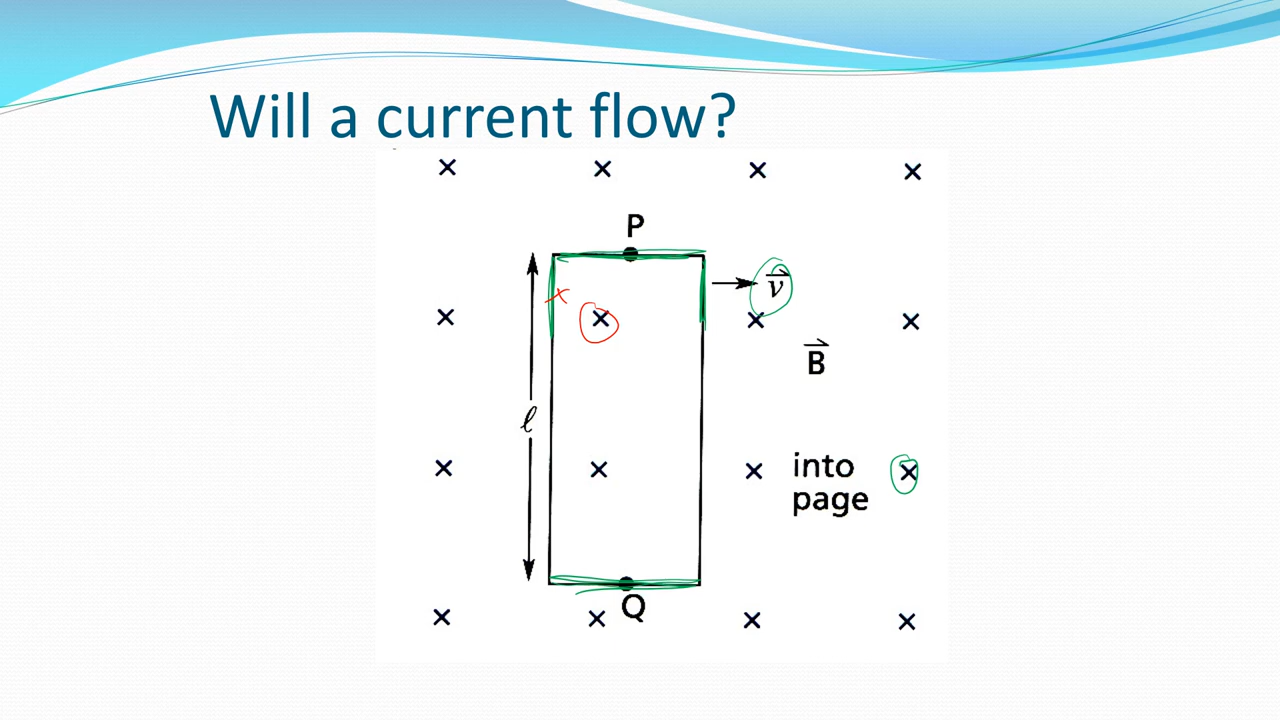 Will a current flow?
× × × ×
P
v⃗
× × × ×
B⃗
ℓ
into
× × × ×
page
Q
× × × ×